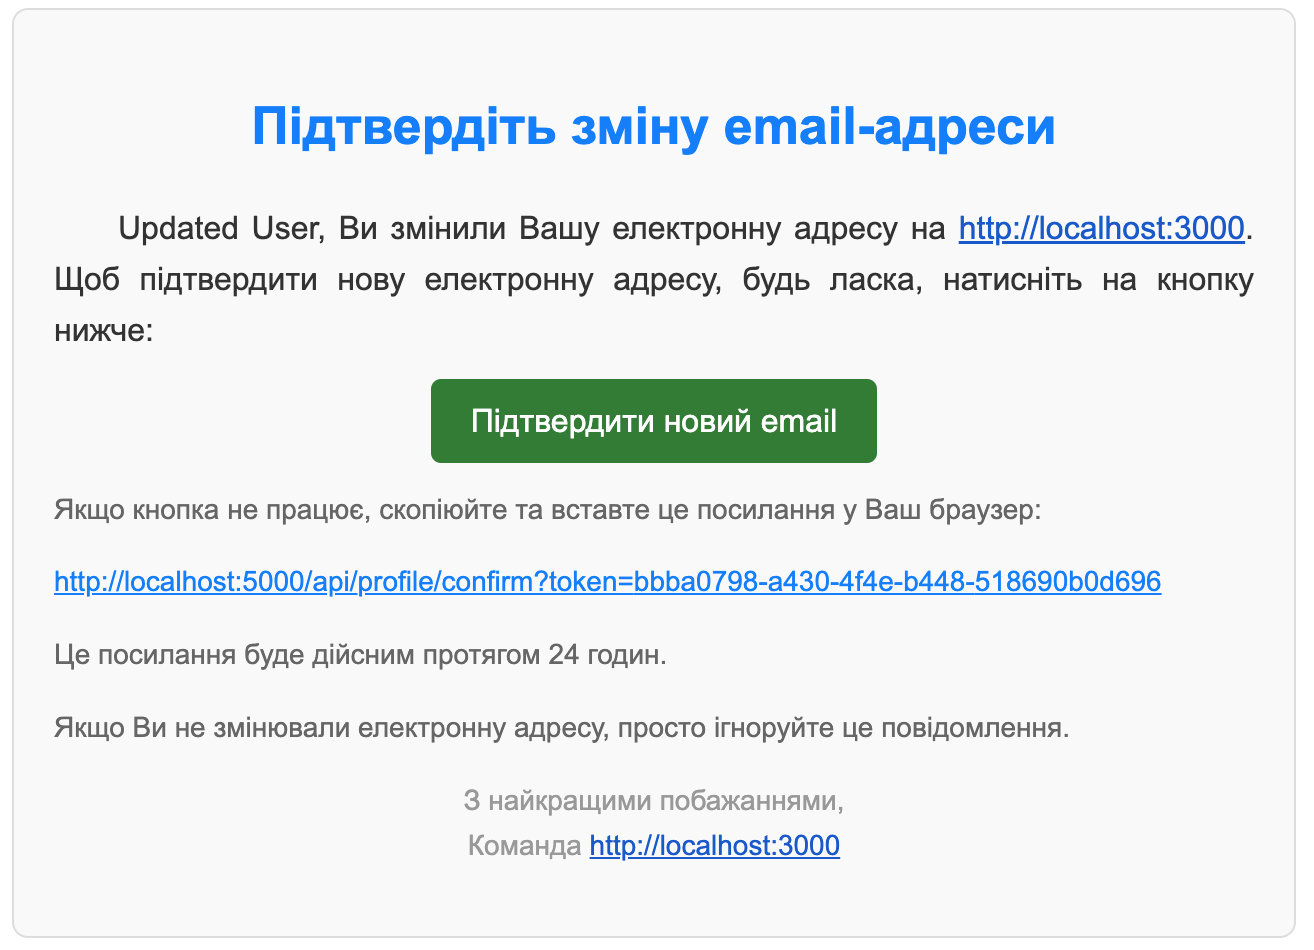 Підтвердіть зміну email-адреси
Updated User, Ви змінили Вашу електронну адресу на http://localhost:3000.
Щоб підтвердити нову електронну адресу, будь ласка, натисніть на кнопку
нижче:
Підтвердити новий email
Якщо кнопка не працює, скопіюйте та вставте це посилання у Ваш браузер:
http://localhost:5000/api/profile/confirm?token=bbba0798-a430-4f4e-b448-518690b0d696
Це посилання буде дійсним протягом 24 годин.
Якщо Ви не змінювали електронну адресу, просто ігноруйте це повідомлення.
З найкращими побажаннями,
Команда http://localhost:3000